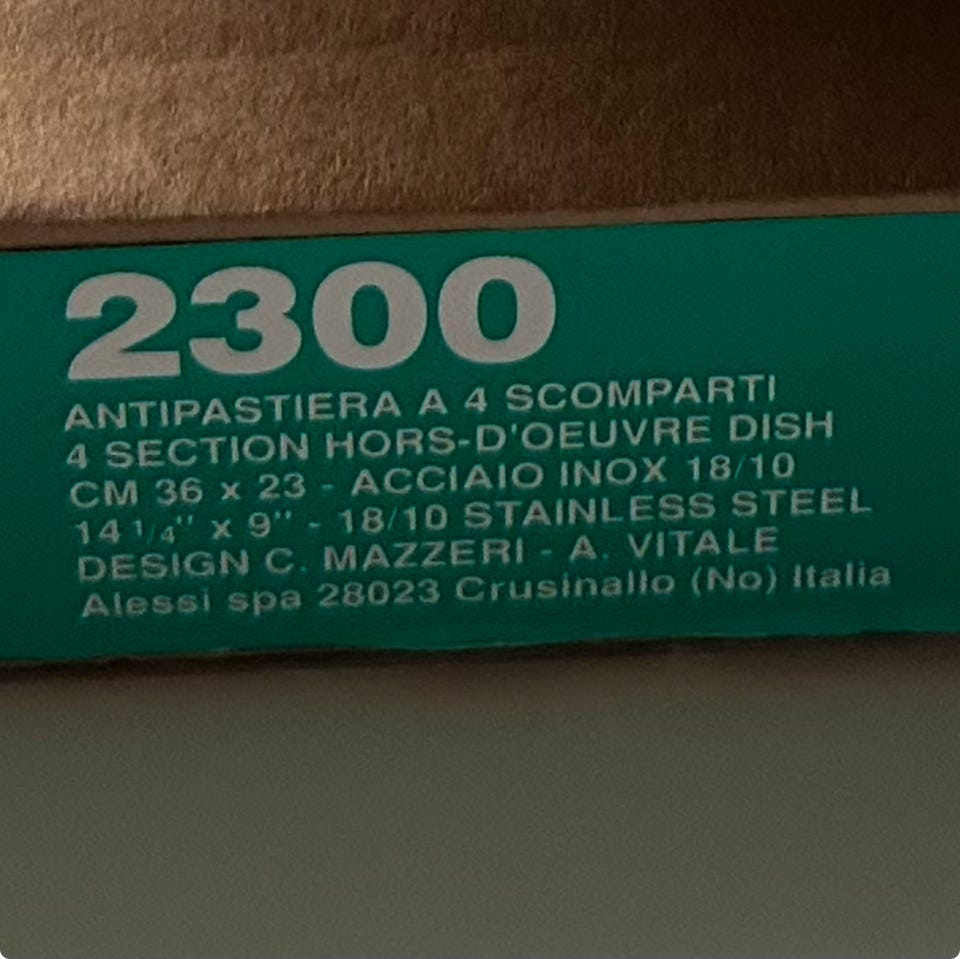 2300
ANTIPASTIERA A 4 SCOMPARTI
4 SECTION HORS-D'OEUVRE DISH
CM 36 x 23 - ACCIAIO INOX 18/10
14 1/4" x 9" - 18/10 STAINLESS STEEL
DESIGN C. MAZZERI - A. VITALE
Alessi spa 28023 Crusinallo (No) Italia